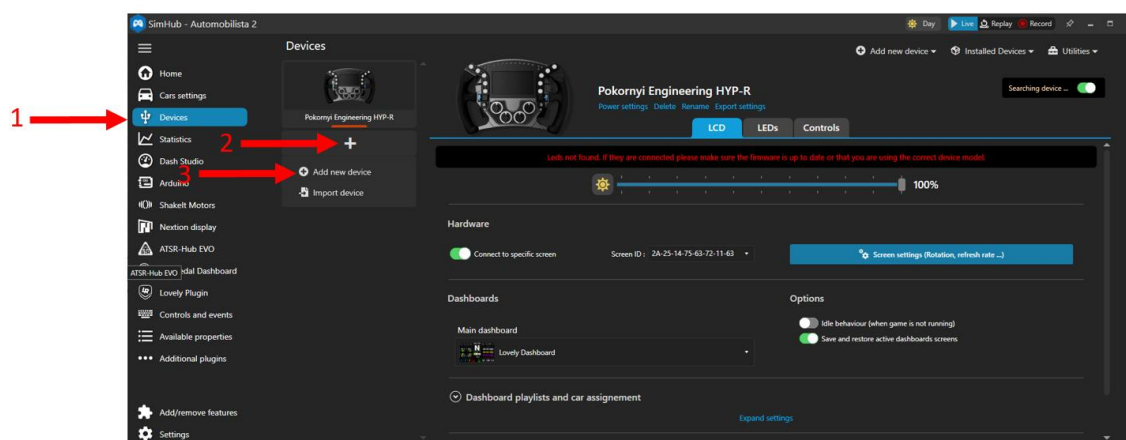 SimHub - Automobilista 2
Day
Live
Replay
Record
Devices
Add new device
Installed Devices
Utilities
Home
Cars settings
Devices
Statistics
Dash Studio
Arduino
ShakeIt Motors
Nextion display
ATSR-Hub EVO
ATSR-Hub EVO
edal Dashboard
Lovely Plugin
Controls and events
Available properties
Additional plugins
Add/remove features
Settings
1
2
3
Pokornyi Engineering HYP-R
Add new device
Import device
Pokornyi Engineering HYP-R
Power settings Delete Rename Export settings
Searching device ...
LCD LEDs Controls
Leds not found. If they are connected please make sure the firmware is up to date or that you are using the correct device model.
100%
Hardware
Connect to specific screen
Screen ID : 2A-25-14-75-63-72-11-63
Screen settings (Rotation, refresh rate ...)
Dashboards
Main dashboard
N
Lovely Dashboard
Options
Idle behaviour (when game is not running)
Save and restore active dashboards screens
Dashboard playlists and car assignement
Expand settings